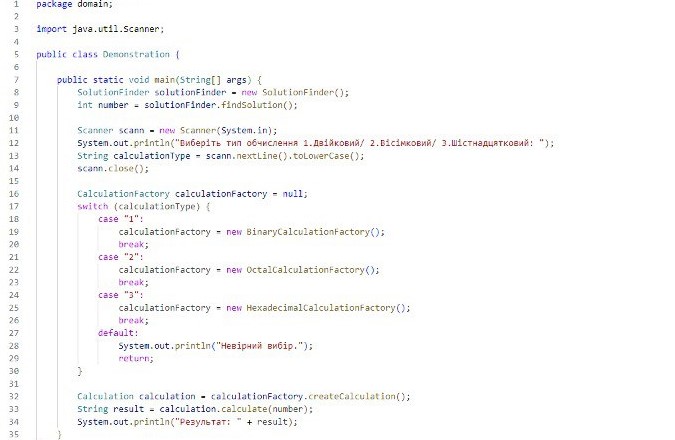 1 package domain;
2
3 import java.util.Scanner;
4
5 public class Demonstration {
6
7 public static void main(String[] args) {
8 SolutionFinder solutionFinder = new SolutionFinder();
9 int number = solutionFinder.findSolution();
10
11 Scanner scann = new Scanner(System.in);
12 System.out.println("Виберіть тип обчислення 1.Двійковий/ 2.Вісімковий/ 3.Шістнадцятковий: ");
13 String calculationType = scann.nextLine().toLowerCase();
14 scann.close();
15
16 CalculationFactory calculationFactory = null;
17 switch (calculationType) {
18 case "1":
19 calculationFactory = new BinaryCalculationFactory();
20 break;
21 case "2":
22 calculationFactory = new OctalCalculationFactory();
23 break;
24 case "3":
25 calculationFactory = new HexadecimalCalculationFactory();
26 break;
27 default:
28 System.out.println("Невірний вибір.");
29 return;
30 }
31
32 Calculation calculation = calculationFactory.createCalculation();
33 String result = calculation.calculate(number);
34 System.out.println("Результат: " + result);
35 }